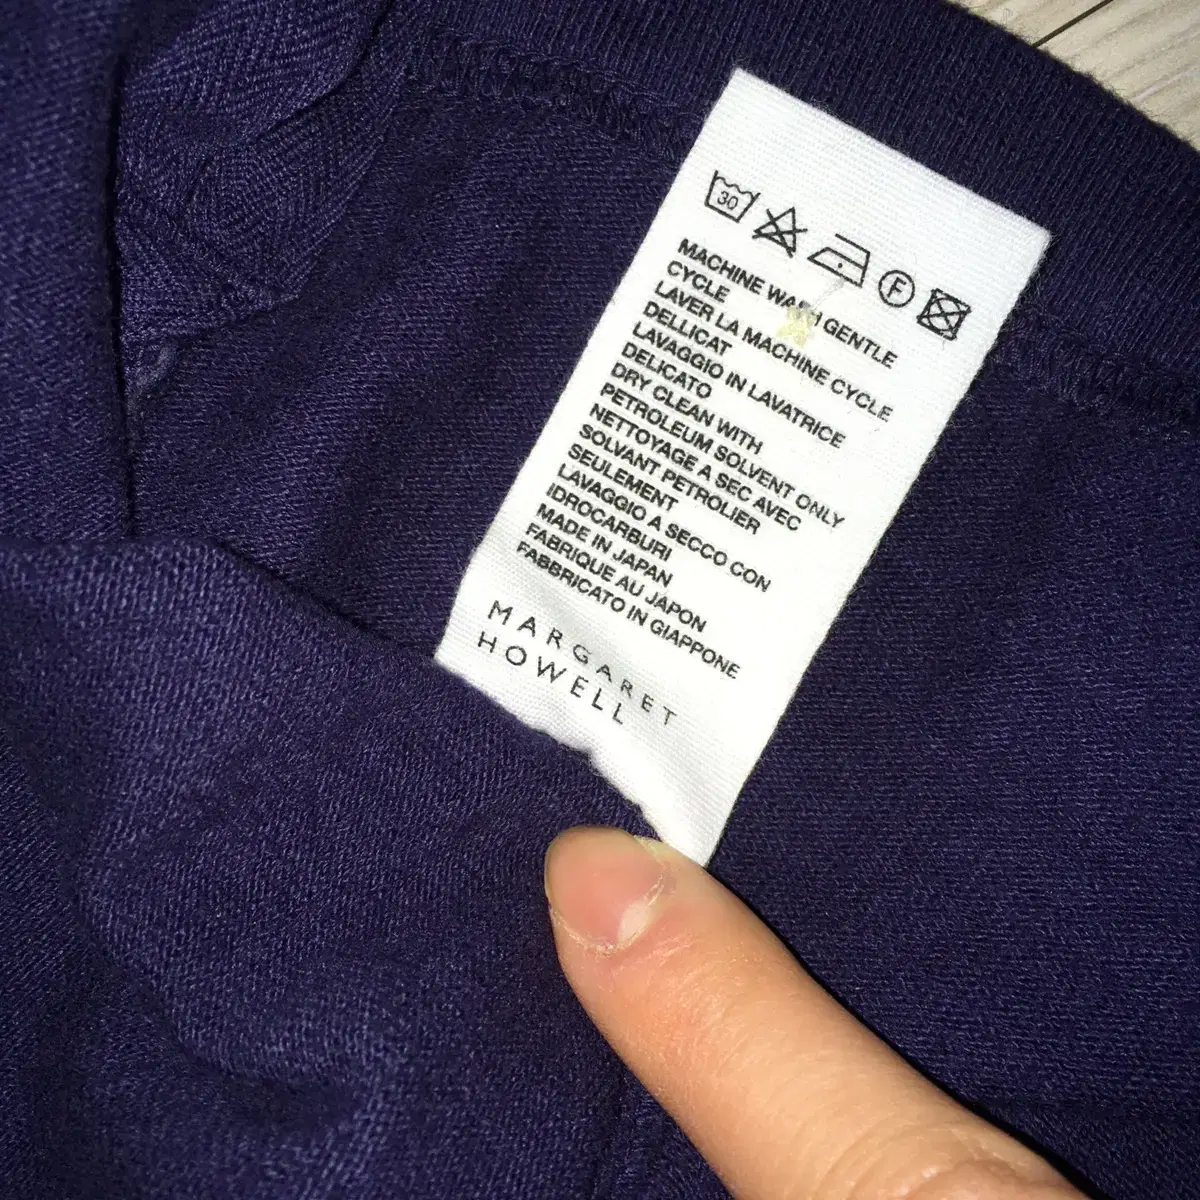 30
F
MACHINE WASH GENTLE
CYCLE
LAVER LA MACHINE CYCLE
DELLICAT
LAVAGGIO IN LAVATRICE
DELICATO
DRY CLEAN WITH
PETROLEUM SOLVENT ONLY
NETTOYAGE A SEC AVEC
SOLVANT PETROLIER
SEULEMENT
LAVAGGIO A SECCO CON
IDROCARBURI
MADE IN JAPAN
FABRIQUE AU JAPON
FABBRICATO IN GIAPPONE
MARGARET
HOWELL